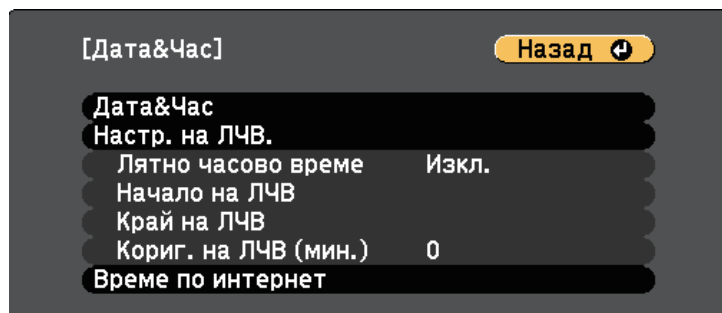 [Дата&Час]
Назад
Дата&Час
Настр. на ЛЧВ.
Лятно часово време Изкл.
Начало на ЛЧВ
Край на ЛЧВ
Кориг. на ЛЧВ (мин.) 0
Време по интернет